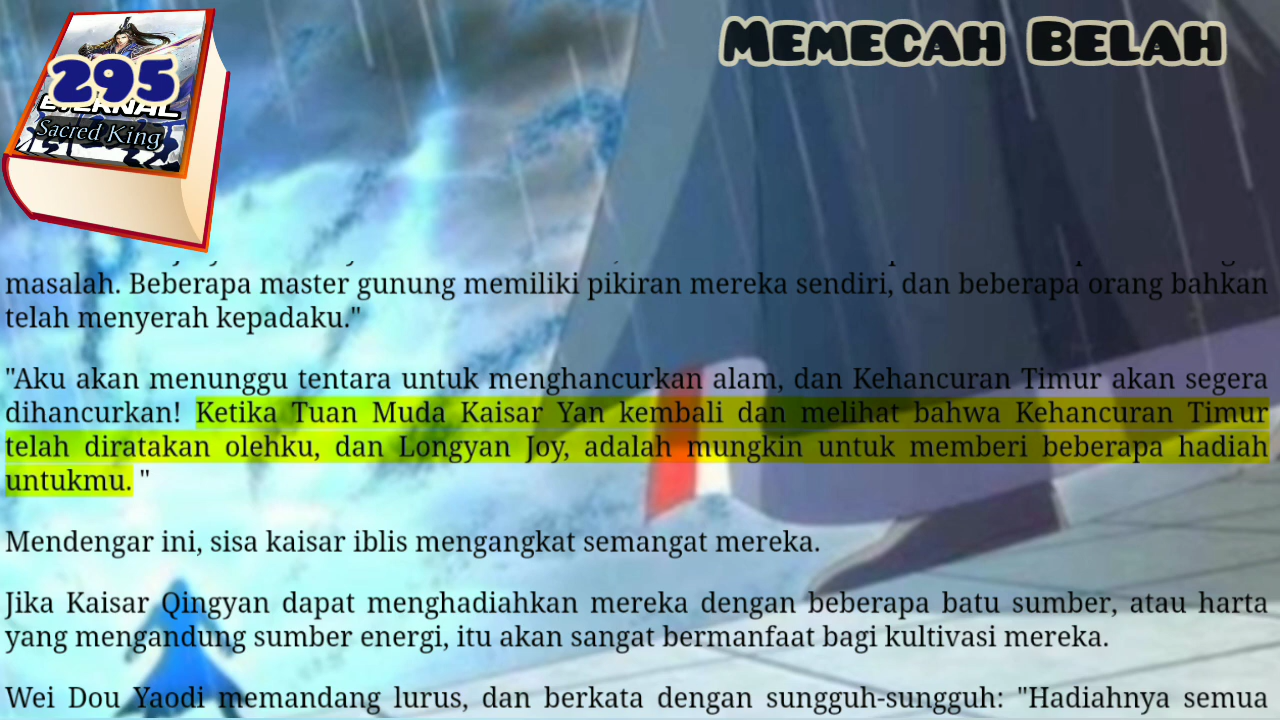 295
ETERNAL
Sacred King
Memecah Belah
masalah. Beberapa master gunung memiliki pikiran mereka sendiri, dan beberapa orang bahkan
telah menyerah kepadaku."
"Aku akan menunggu tentara untuk menghancurkan alam, dan Kehancuran Timur akan segera
dihancurkan! Ketika Tuan Muda Kaisar Yan kembali dan melihat bahwa Kehancuran Timur
telah diratakan olehku, dan Longyan Joy, adalah mungkin untuk memberi beberapa hadiah
untukmu. "
Mendengar ini, sisa kaisar iblis mengangkat semangat mereka.
Jika Kaisar Qingyan dapat menghadiahkan mereka dengan beberapa batu sumber, atau harta
yang mengandung sumber energi, itu akan sangat bermanfaat bagi kultivasi mereka.
Wei Dou Yaodi memandang lurus, dan berkata dengan sungguh-sungguh: "Hadiahnya semua